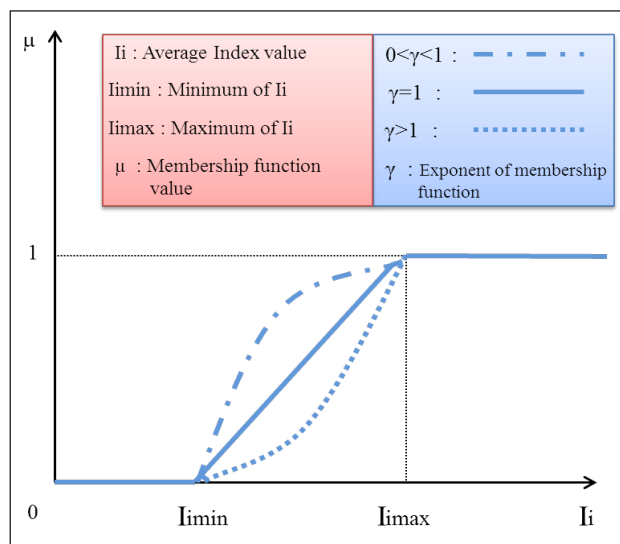 μ
Ii : Average Index value
Iimin : Minimum of Ii
Iimax : Maximum of Ii
μ : Membership function
value
0<γ<1 :
γ=1 :
γ>1 :
γ : Exponent of membership
function
1
0
Iimin
Iimax
Ii